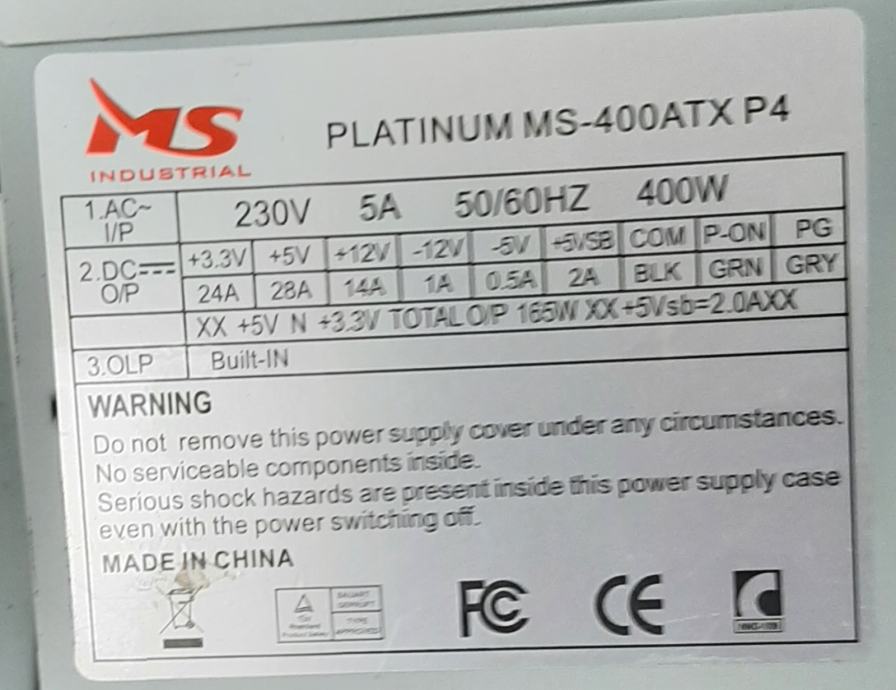 MS
INDUSTRIAL
PLATINUM MS-400ATX P4
1.AC~ I/P 230V 5A 50/60HZ 400W
2.DC O/P +3.3V +5V +12V -12V -5V +5VSB COM P-ON PG
24A 28A 14A 1A 0.5A 2A BLK GRN GRY
XX +5V N +3.3V TOTAL O/P 165W XX +5Vsb=2.0AXX
3.OLP Built-IN
WARNING
Do not remove this power supply cover under any circumstances.
No serviceable components inside.
Serious shock hazards are present inside this power supply case
even with the power switching off.
MADE IN CHINA
TYPE
APPROVED
FC CE